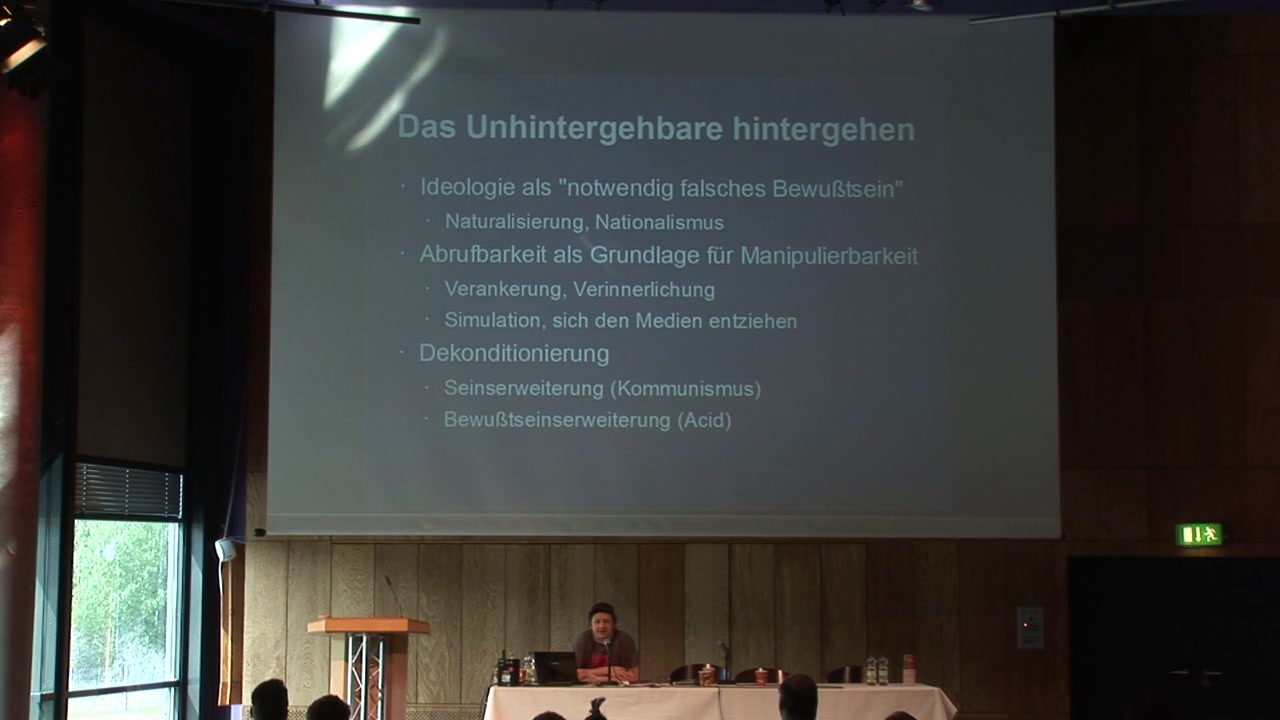 Das Unhintergehbare hintergehen
· Ideologie als "notwendig falsches Bewußtsein"
· Naturalisierung, Nationalismus
· Abrufbarkeit als Grundlage für Manipulierbarkeit
· Verankerung, Verinnerlichung
· Simulation, sich den Medien entziehen
· Dekonditionierung
· Seinserweiterung (Kommunismus)
· Bewußtseinserweiterung (Acid)